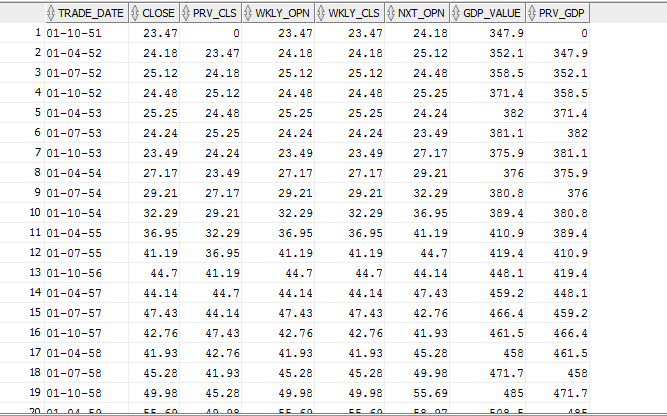 TRADE_DATE CLOSE PRV_CLS WKLY_OPN WKLY_CLS NXT_OPN GDP_VALUE PRV_GDP
1 01-10-51 23.47 0 23.47 23.47 24.18 347.9 0
2 01-04-52 24.18 23.47 24.18 24.18 25.12 352.1 347.9
3 01-07-52 25.12 24.18 25.12 25.12 24.48 358.5 352.1
4 01-10-52 24.48 25.12 24.48 24.48 25.25 371.4 358.5
5 01-04-53 25.25 24.48 25.25 25.25 24.24 382 371.4
6 01-07-53 24.24 25.25 24.24 24.24 23.49 381.1 382
7 01-10-53 23.49 24.24 23.49 23.49 27.17 375.9 381.1
8 01-04-54 27.17 23.49 27.17 27.17 29.21 376 375.9
9 01-07-54 29.21 27.17 29.21 29.21 32.29 380.8 376
10 01-10-54 32.29 29.21 32.29 32.29 36.95 389.4 380.8
11 01-04-55 36.95 32.29 36.95 36.95 41.19 410.9 389.4
12 01-07-55 41.19 36.95 41.19 41.19 44.7 419.4 410.9
13 01-10-56 44.7 41.19 44.7 44.7 44.14 448.1 419.4
14 01-04-57 44.14 44.7 44.14 44.14 47.43 459.2 448.1
15 01-07-57 47.43 44.14 47.43 47.43 42.76 466.4 459.2
16 01-10-57 42.76 47.43 42.76 42.76 41.93 461.5 466.4
17 01-04-58 41.93 42.76 41.93 41.93 45.28 458 461.5
18 01-07-58 45.28 41.93 45.28 45.28 49.98 471.7 458
19 01-10-58 49.98 45.28 49.98 49.98 55.69 485 471.7
20 01-04-59 55.69 49.98 55.69 55.69 485